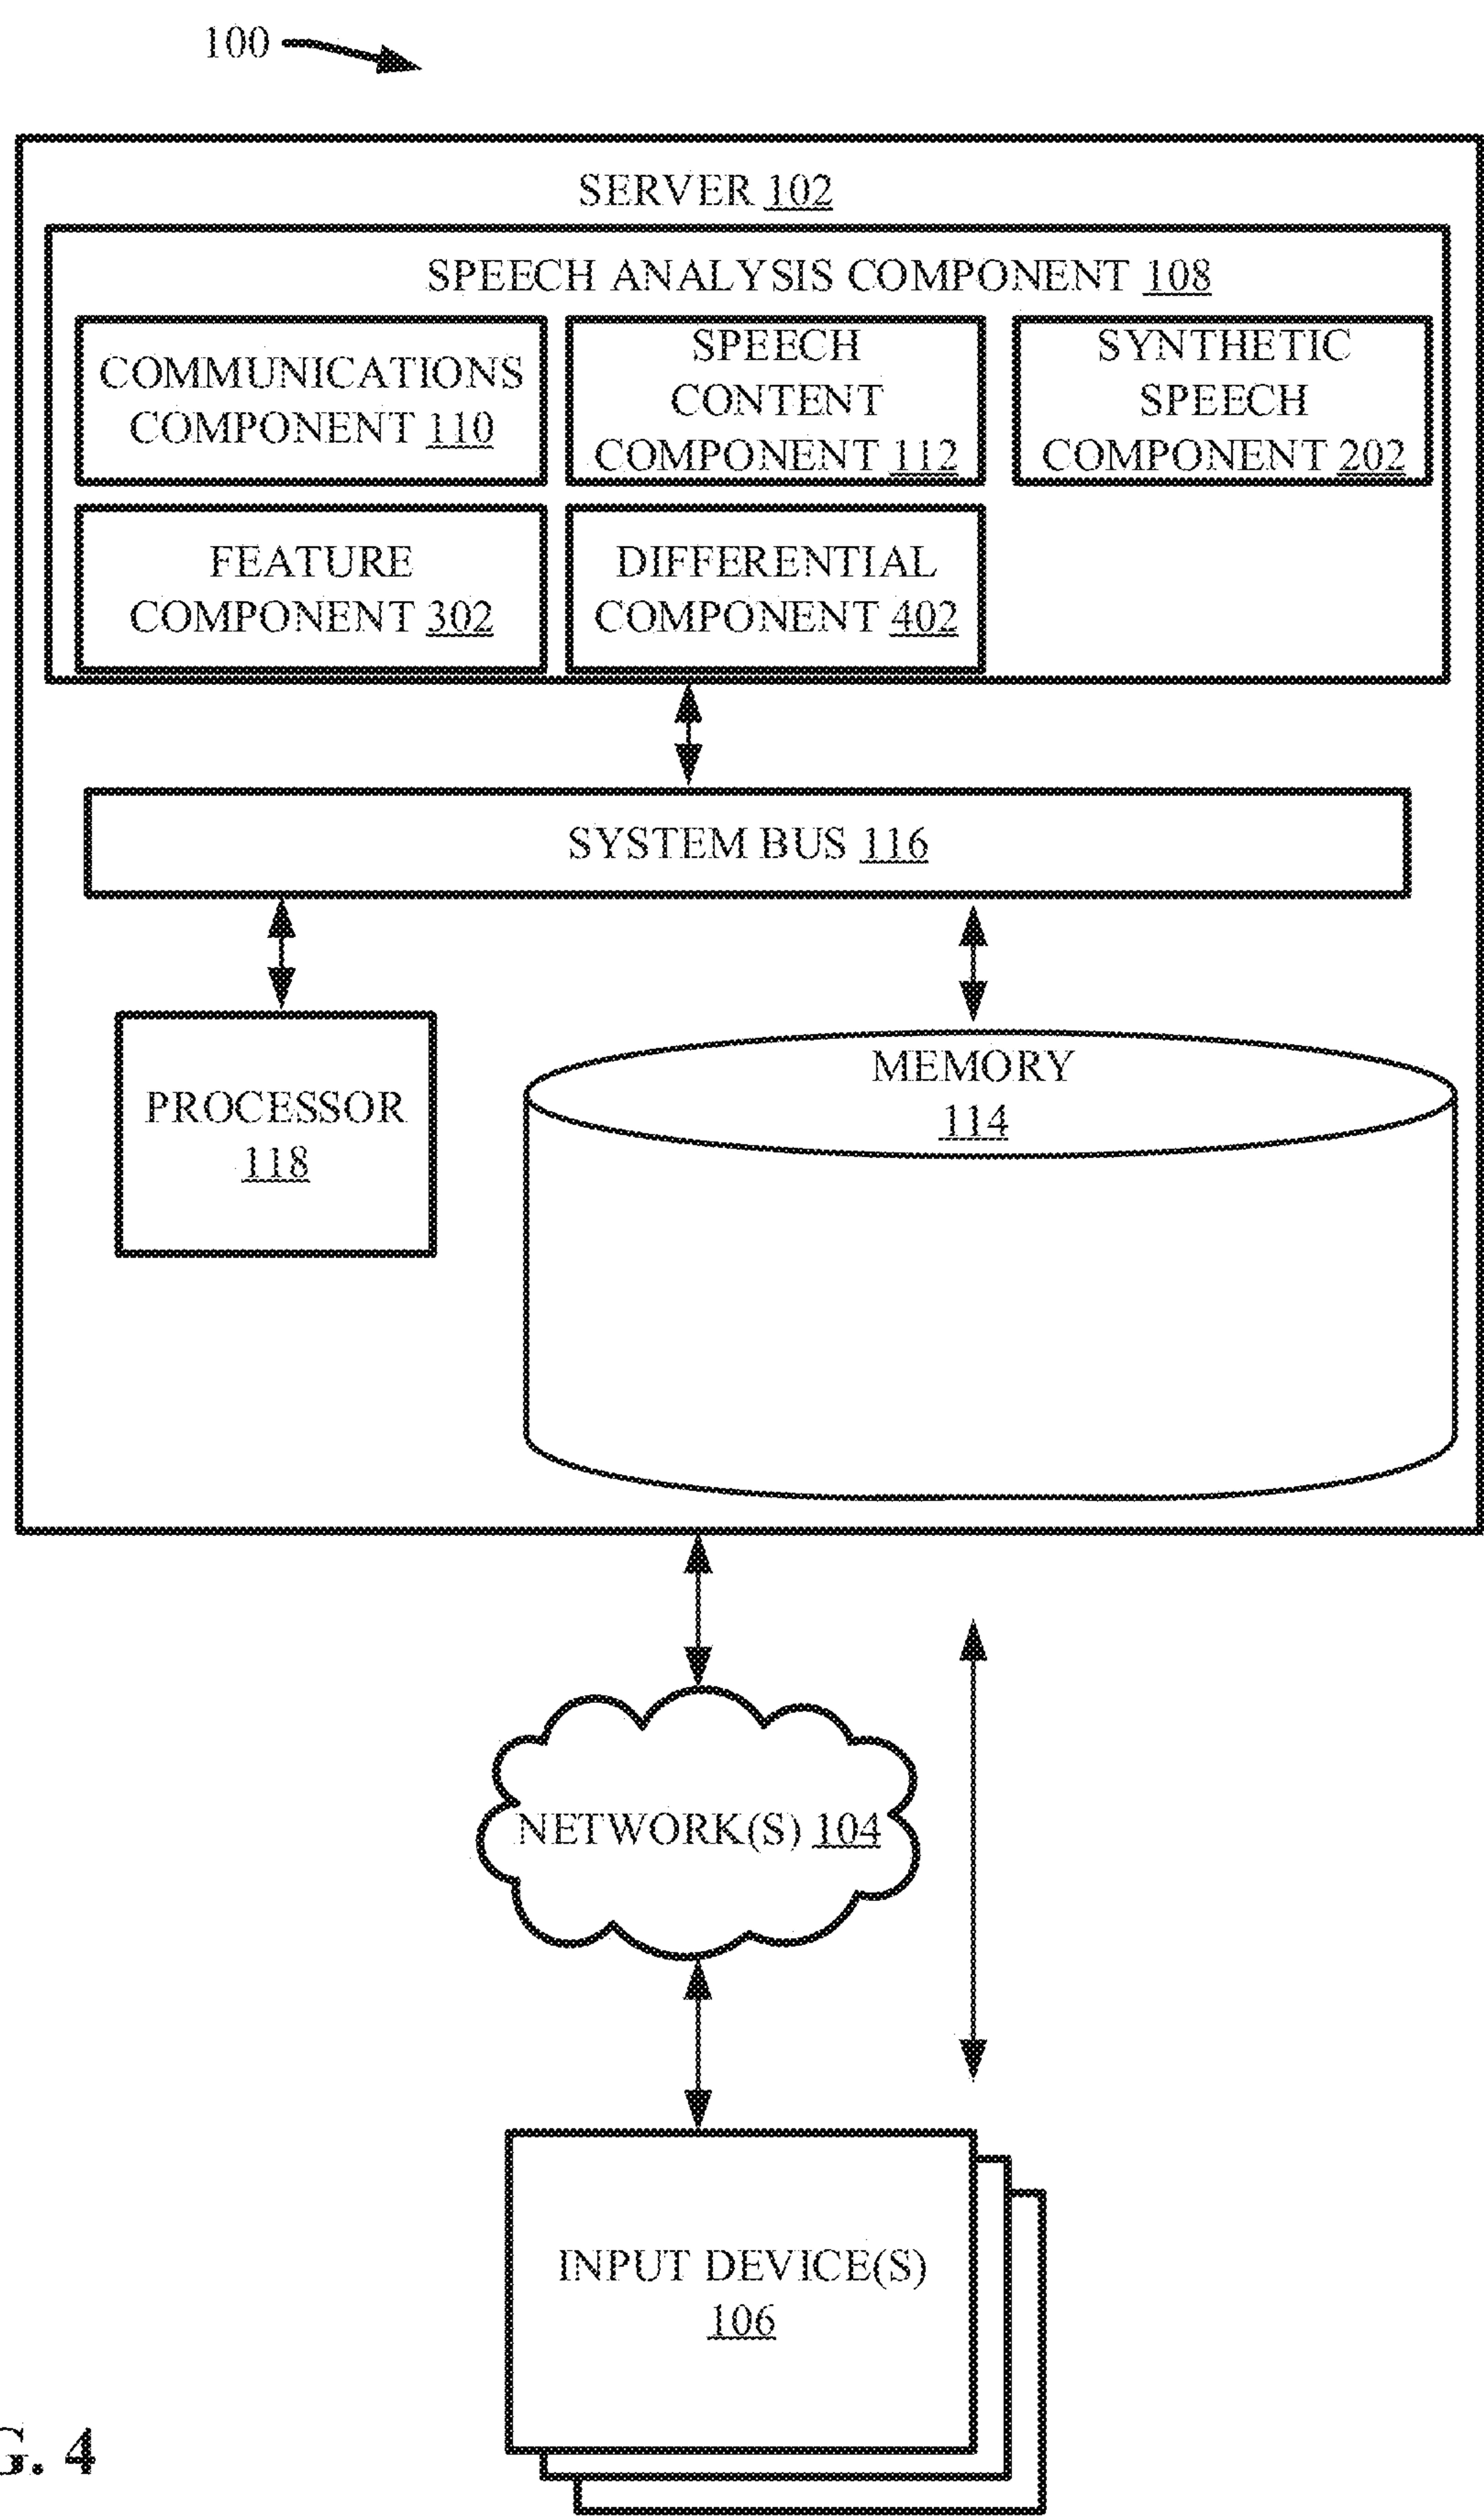 100
SERVER 102
SPEECH ANALYSIS COMPONENT 108
COMMUNICATIONS
COMPONENT 110
SPEECH
CONTENT
COMPONENT 112
SYNTHETIC
SPEECH
COMPONENT 202
FEATURE
COMPONENT 302
DIFFERENTIAL
COMPONENT 402
SYSTEM BUS 116
PROCESSOR
118
MEMORY
114
NETWORK(S) 104
INPUT DEVICE(S)
106
G. 4